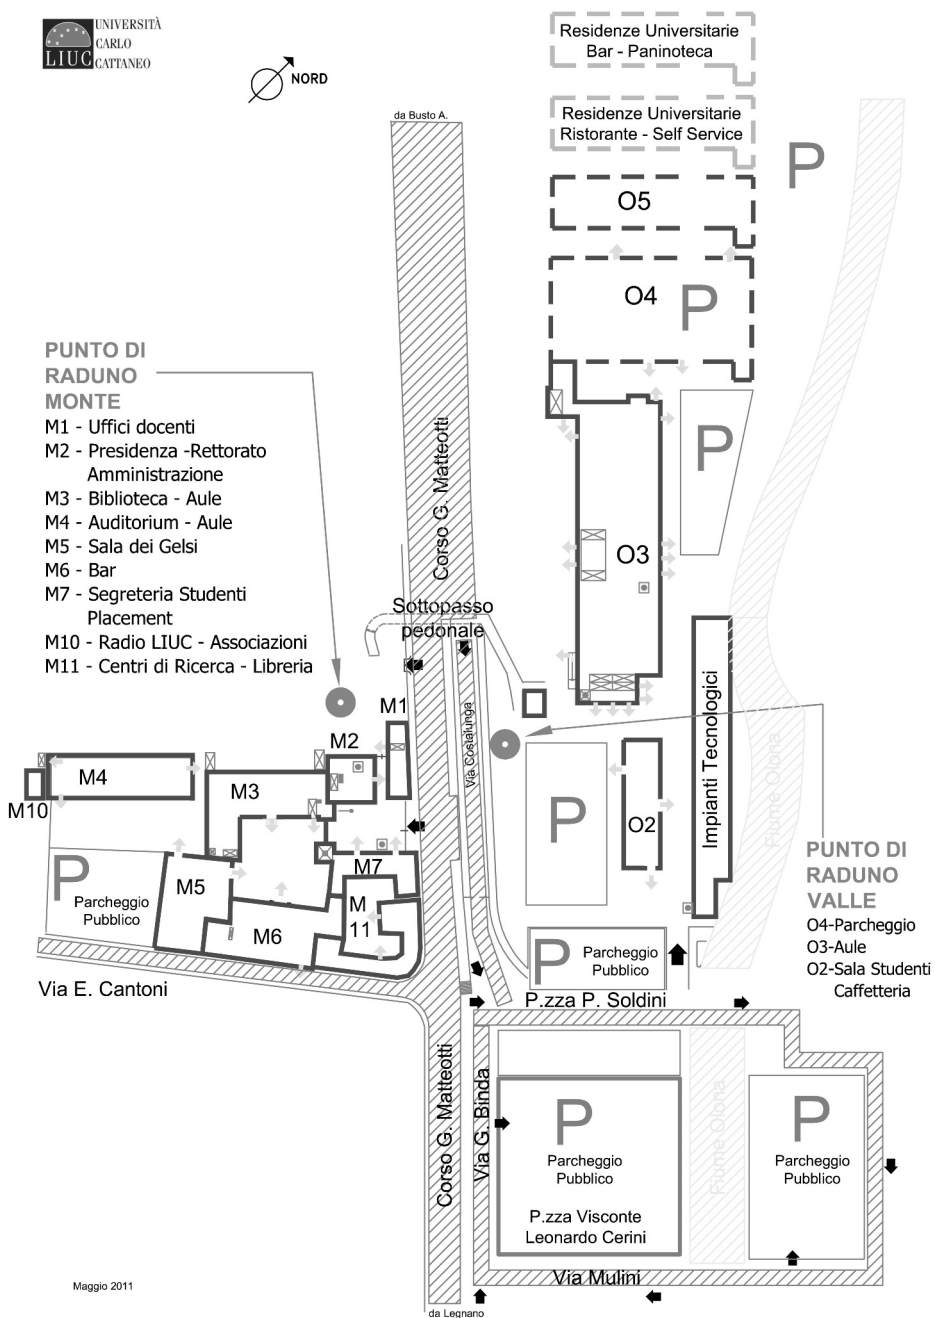 UNIVERSITÀ
CARLO
CATTANEO
LIUC
NORD
Residenze Universitarie
Bar - Paninoteca
Residenze Universitarie
Ristorante - Self Service
P
da Busto A.
O5
O4
P
PUNTO DI
RADUNO
MONTE
M1 - Uffici docenti
M2 - Presidenza -Rettorato
Amministrazione
M3 - Biblioteca - Aule
M4 - Auditorium - Aule
M5 - Sala dei Gelsi
M6 - Bar
M7 - Segreteria Studenti
Placement
M10 - Radio LIUC - Associazioni
M11 - Centri di Ricerca - Libreria
Corso G. Matteotti
P
O3
Sottopasso
pedonale
Via Costalunga
Impianti Tecnologici
Fiume Olona
M1
M2
M4
M3
M10
M5
M7
M
11
M6
P
Parcheggio
Pubblico
P
O2
PUNTO DI
RADUNO
VALLE
O4-Parcheggio
O3-Aule
O2-Sala Studenti
Caffetteria
P
Parcheggio
Pubblico
Via E. Cantoni
P.zza P. Soldini
Corso G. Matteotti
Via G. Binda
P
Parcheggio
Pubblico
P.zza Visconte
Leonardo Cerini
Fiume Olona
P
Parcheggio
Pubblico
Via Mulini
Maggio 2011
da Legnano